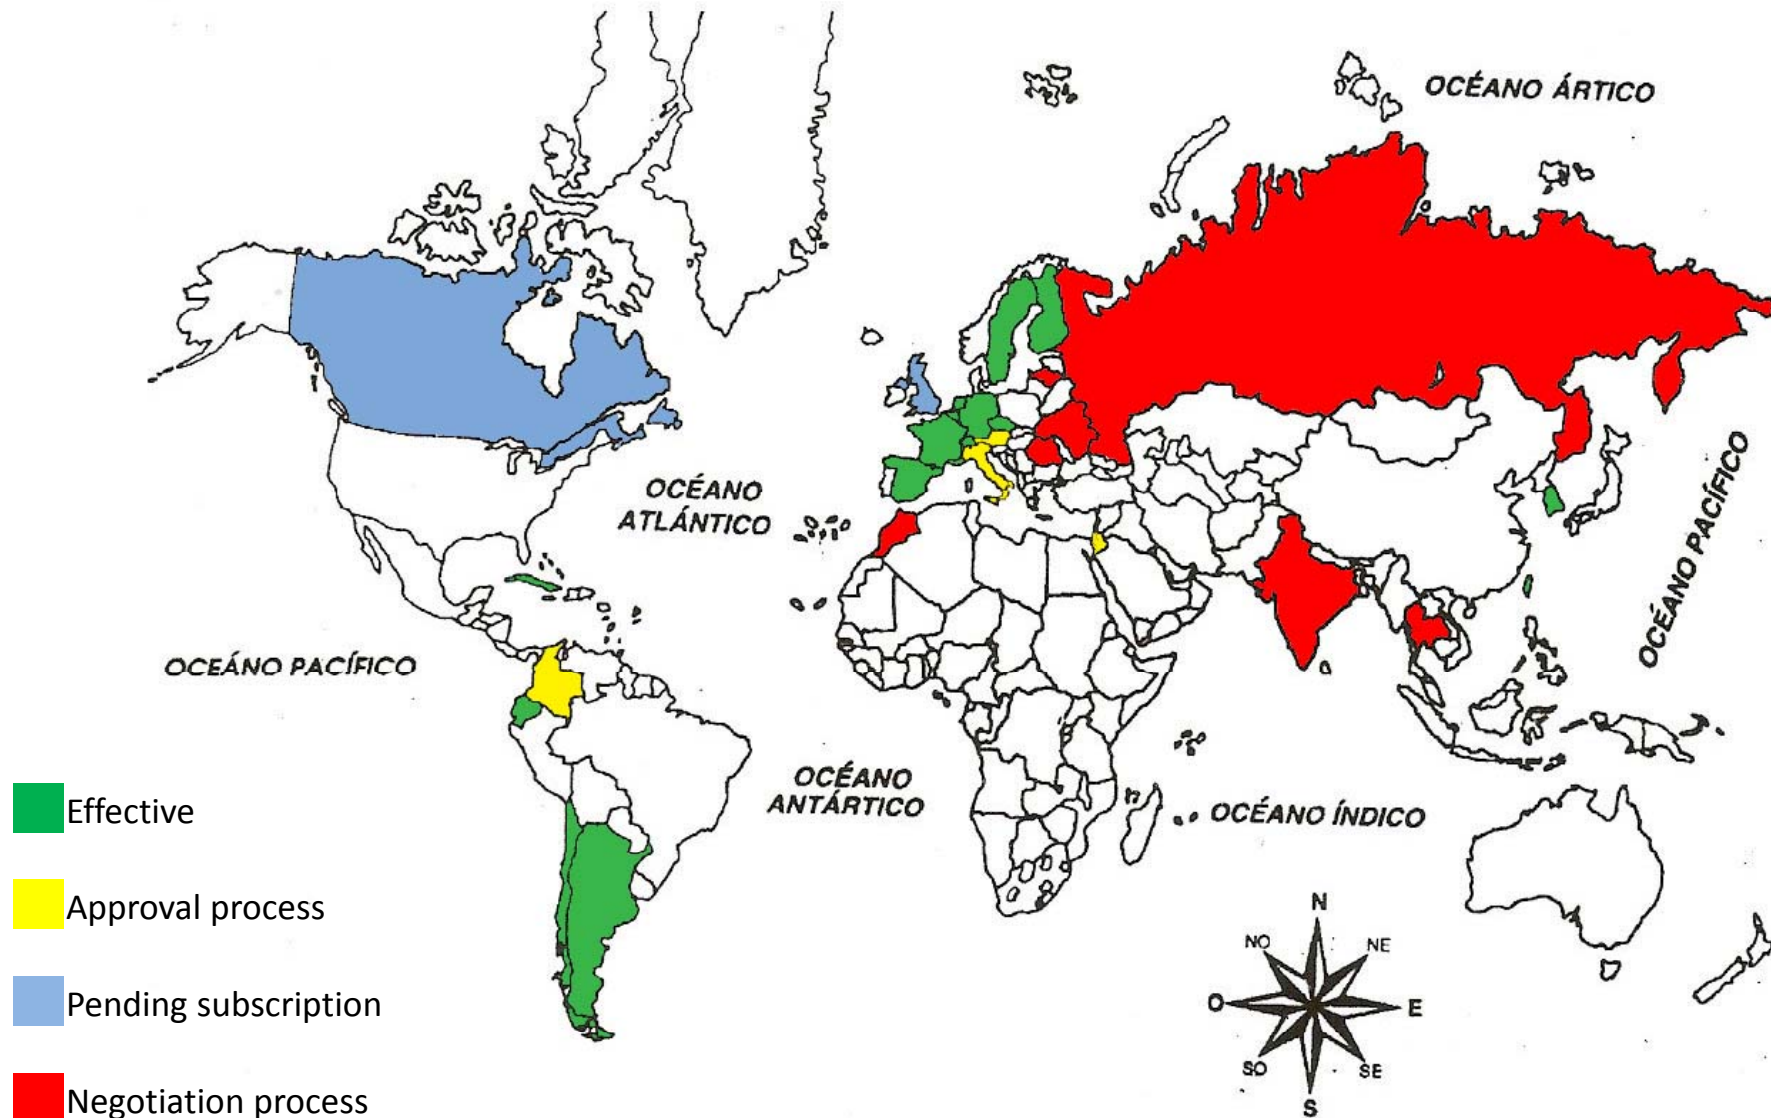 OCÉANO ÁRTICO
OCÉANO
ATLÁNTICO
OCÉANO PACÍFICO
OCEÁNO PACÍFICO
OCÉANO
ANTÁRTICO
OCÉANO ÍNDICO
Effective
Approval process
Pending subscription
Negotiation process
N
NO
NE
O
E
SO
SE
S